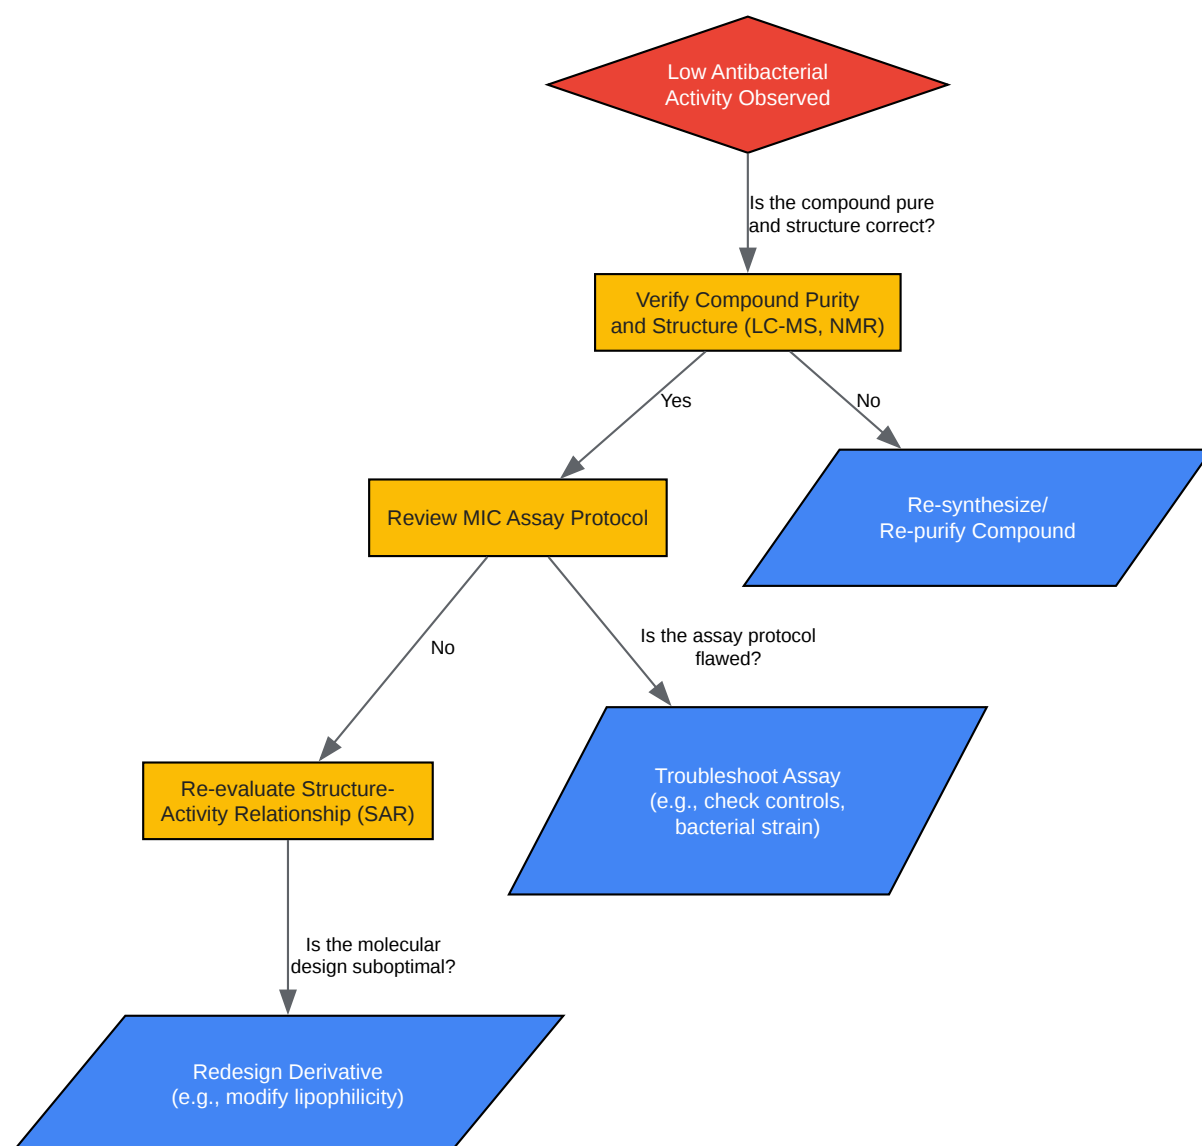 Low Antibacterial
Activity Observed
Is the compound pure
and structure correct?
Verify Compound Purity
and Structure (LC-MS, NMR)
Yes
No
Re-synthesize/
Re-purify Compound
Review MIC Assay Protocol
No
Is the assay protocol
flawed?
Troubleshoot Assay
(e.g., check controls,
bacterial strain)
Re-evaluate Structure-
Activity Relationship (SAR)
Is the molecular
design suboptimal?
Redesign Derivative
(e.g., modify lipophilicity)